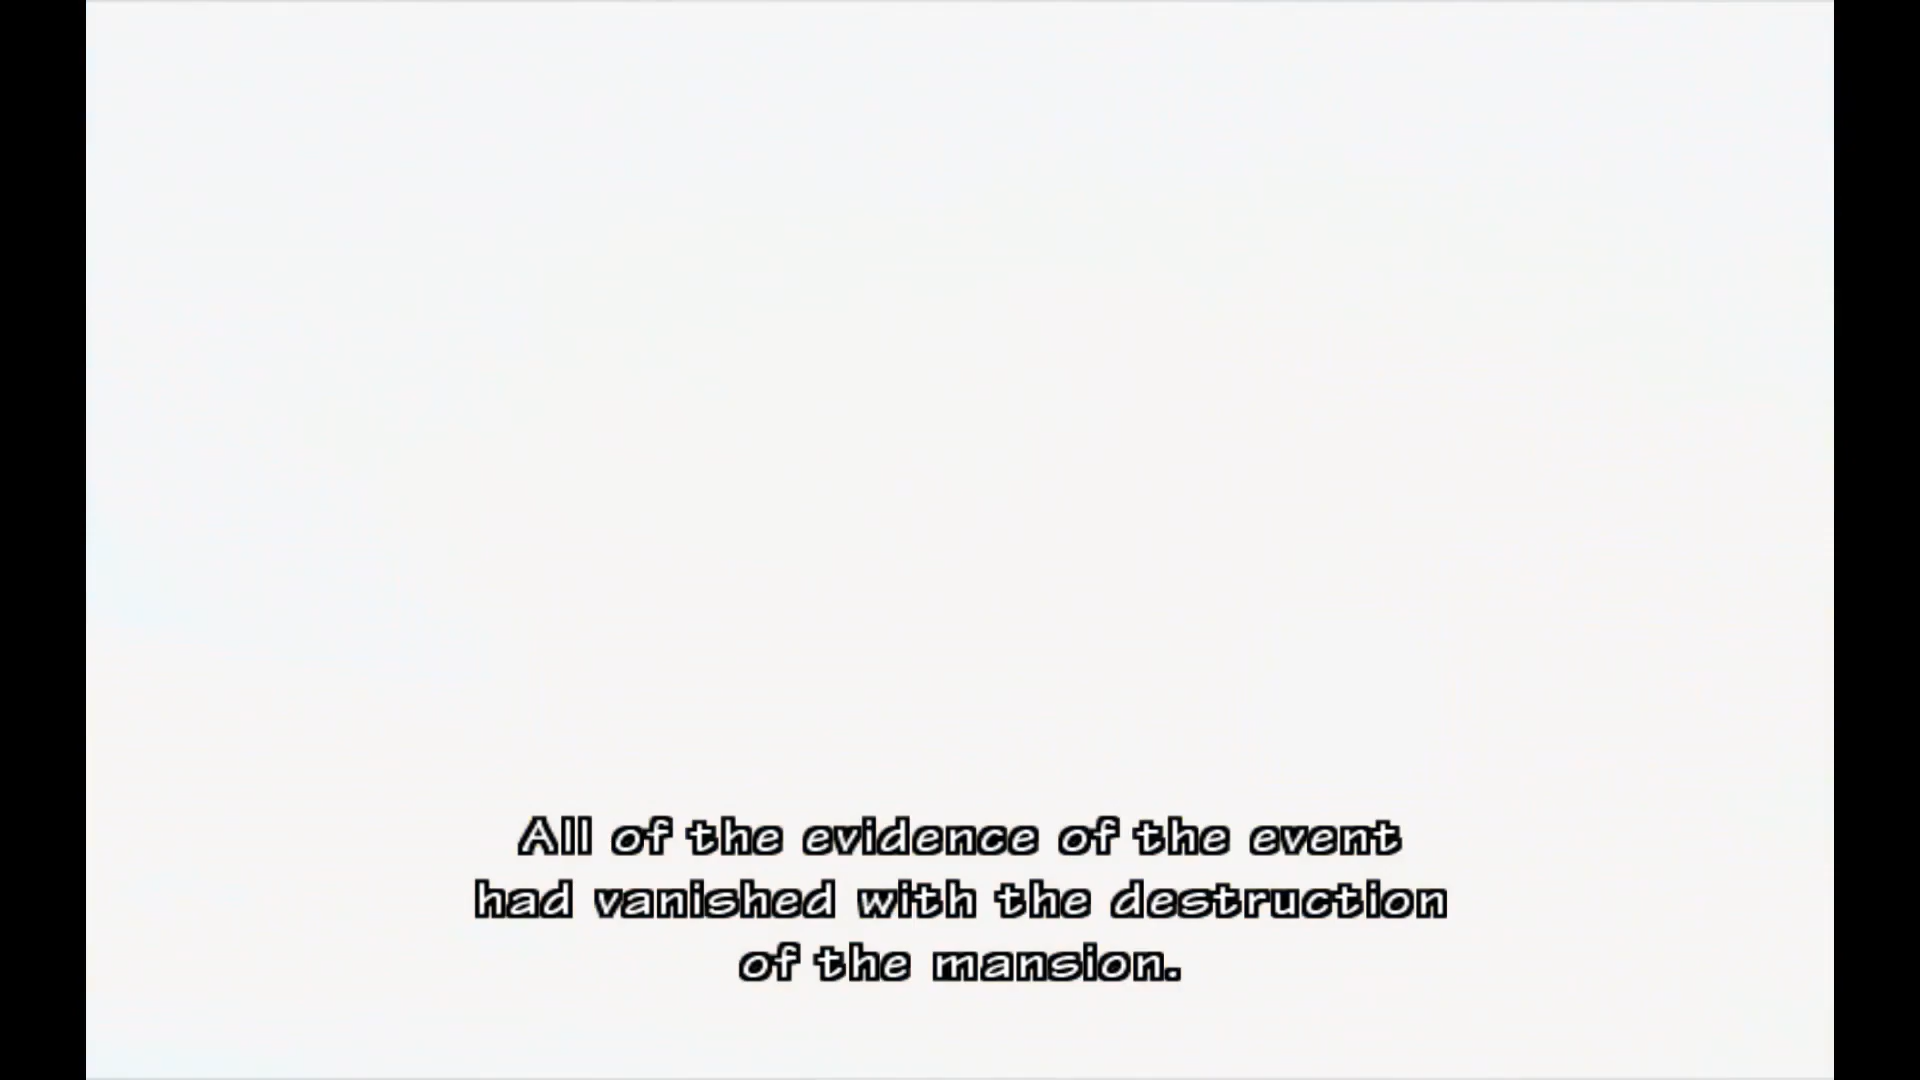 All of the evidence of the event
had vanished with the destruction
of the mansion.